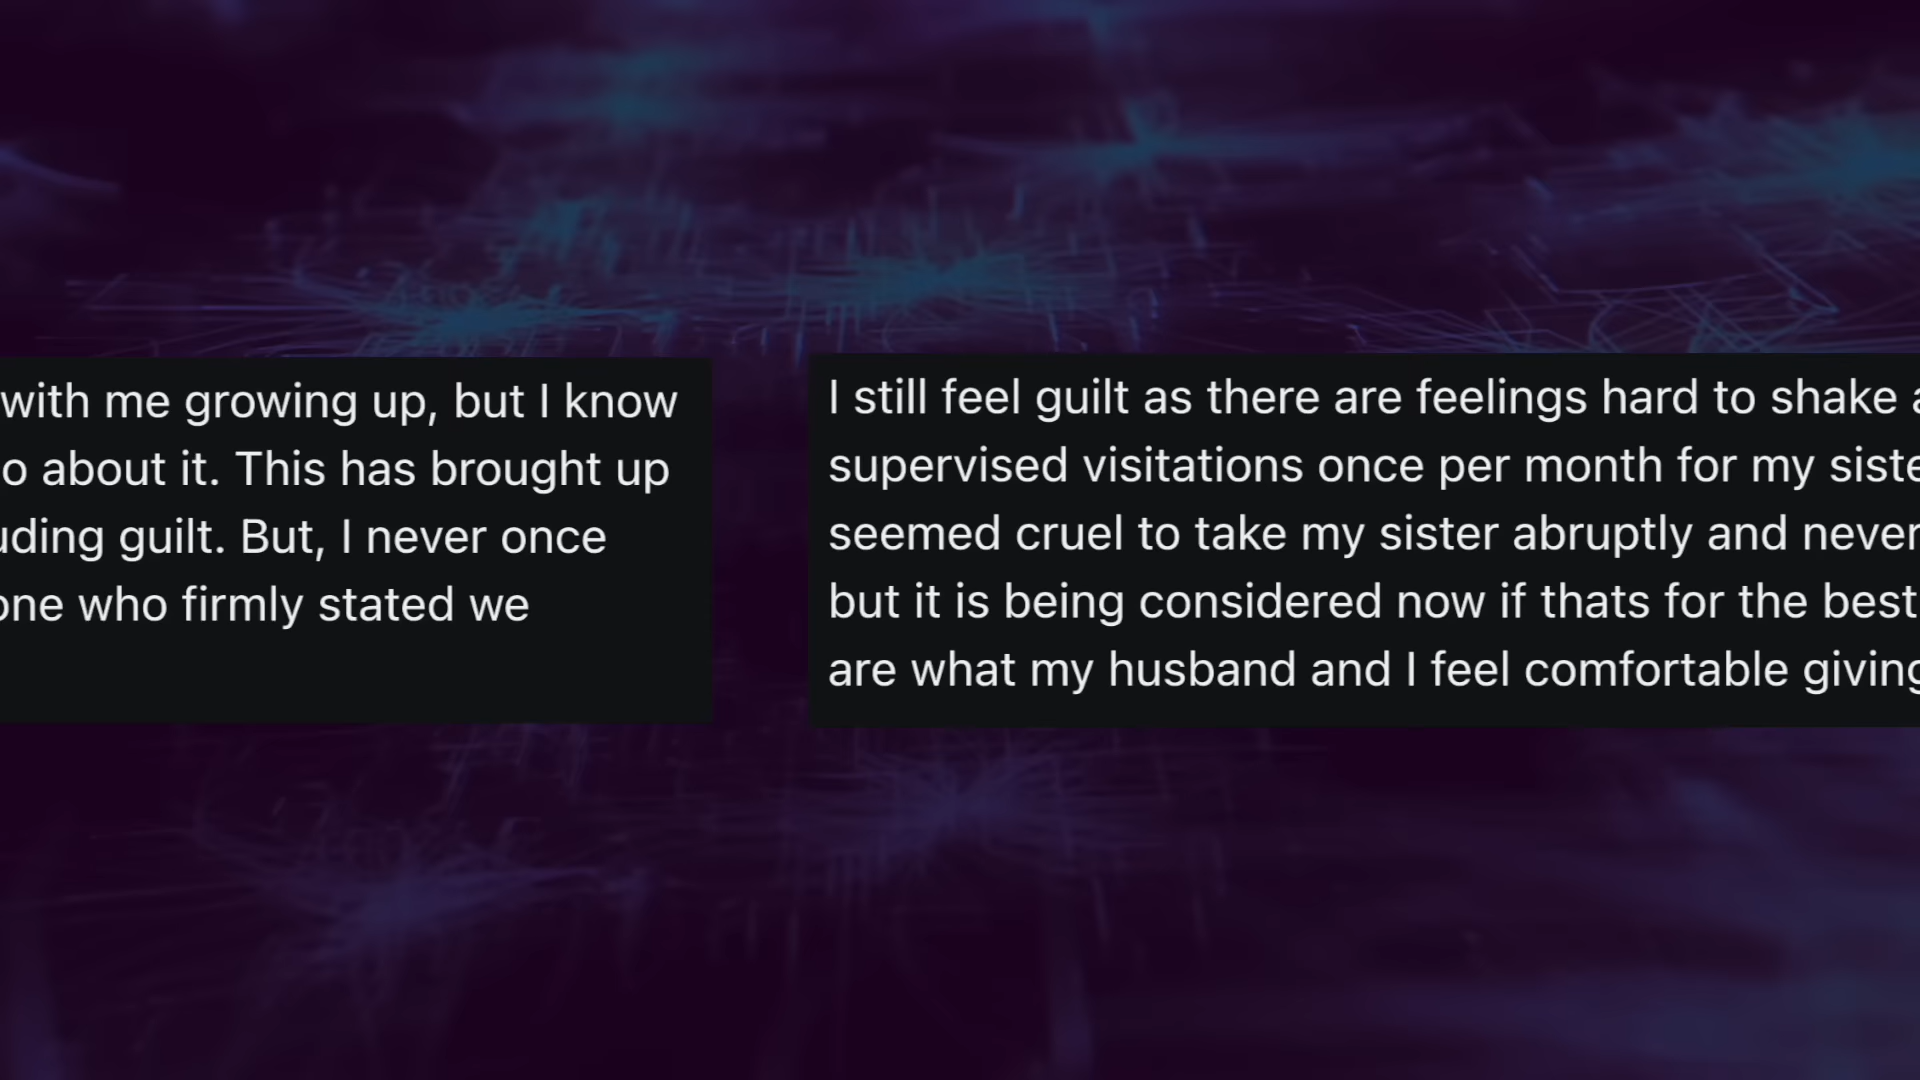 with me growing up, but I know
o about it. This has brought up
uding guilt. But, I never once
one who firmly stated we
I still feel guilt as there are feelings hard to shake
supervised visitations once per month for my siste
seemed cruel to take my sister abruptly and never
but it is being considered now if thats for the best
are what my husband and I feel comfortable giving